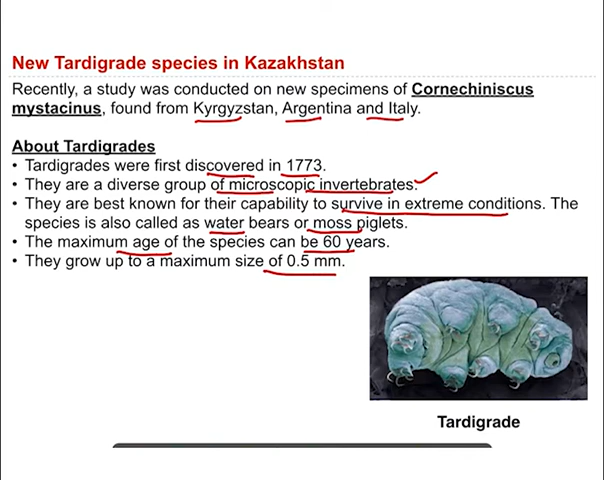 New Tardigrade species in Kazakhstan
Recently, a study was conducted on new specimens of Cornechiniscus
mystacinus, found from Kyrgyzstan, Argentina and Italy.
About Tardigrades
• Tardigrades were first discovered in 1773.
• They are a diverse group of microscopic invertebrates.
• They are best known for their capability to survive in extreme conditions. The
species is also called as water bears or moss piglets.
• The maximum age of the species can be 60 years.
• They grow up to a maximum size of 0.5 mm.
Tardigrade